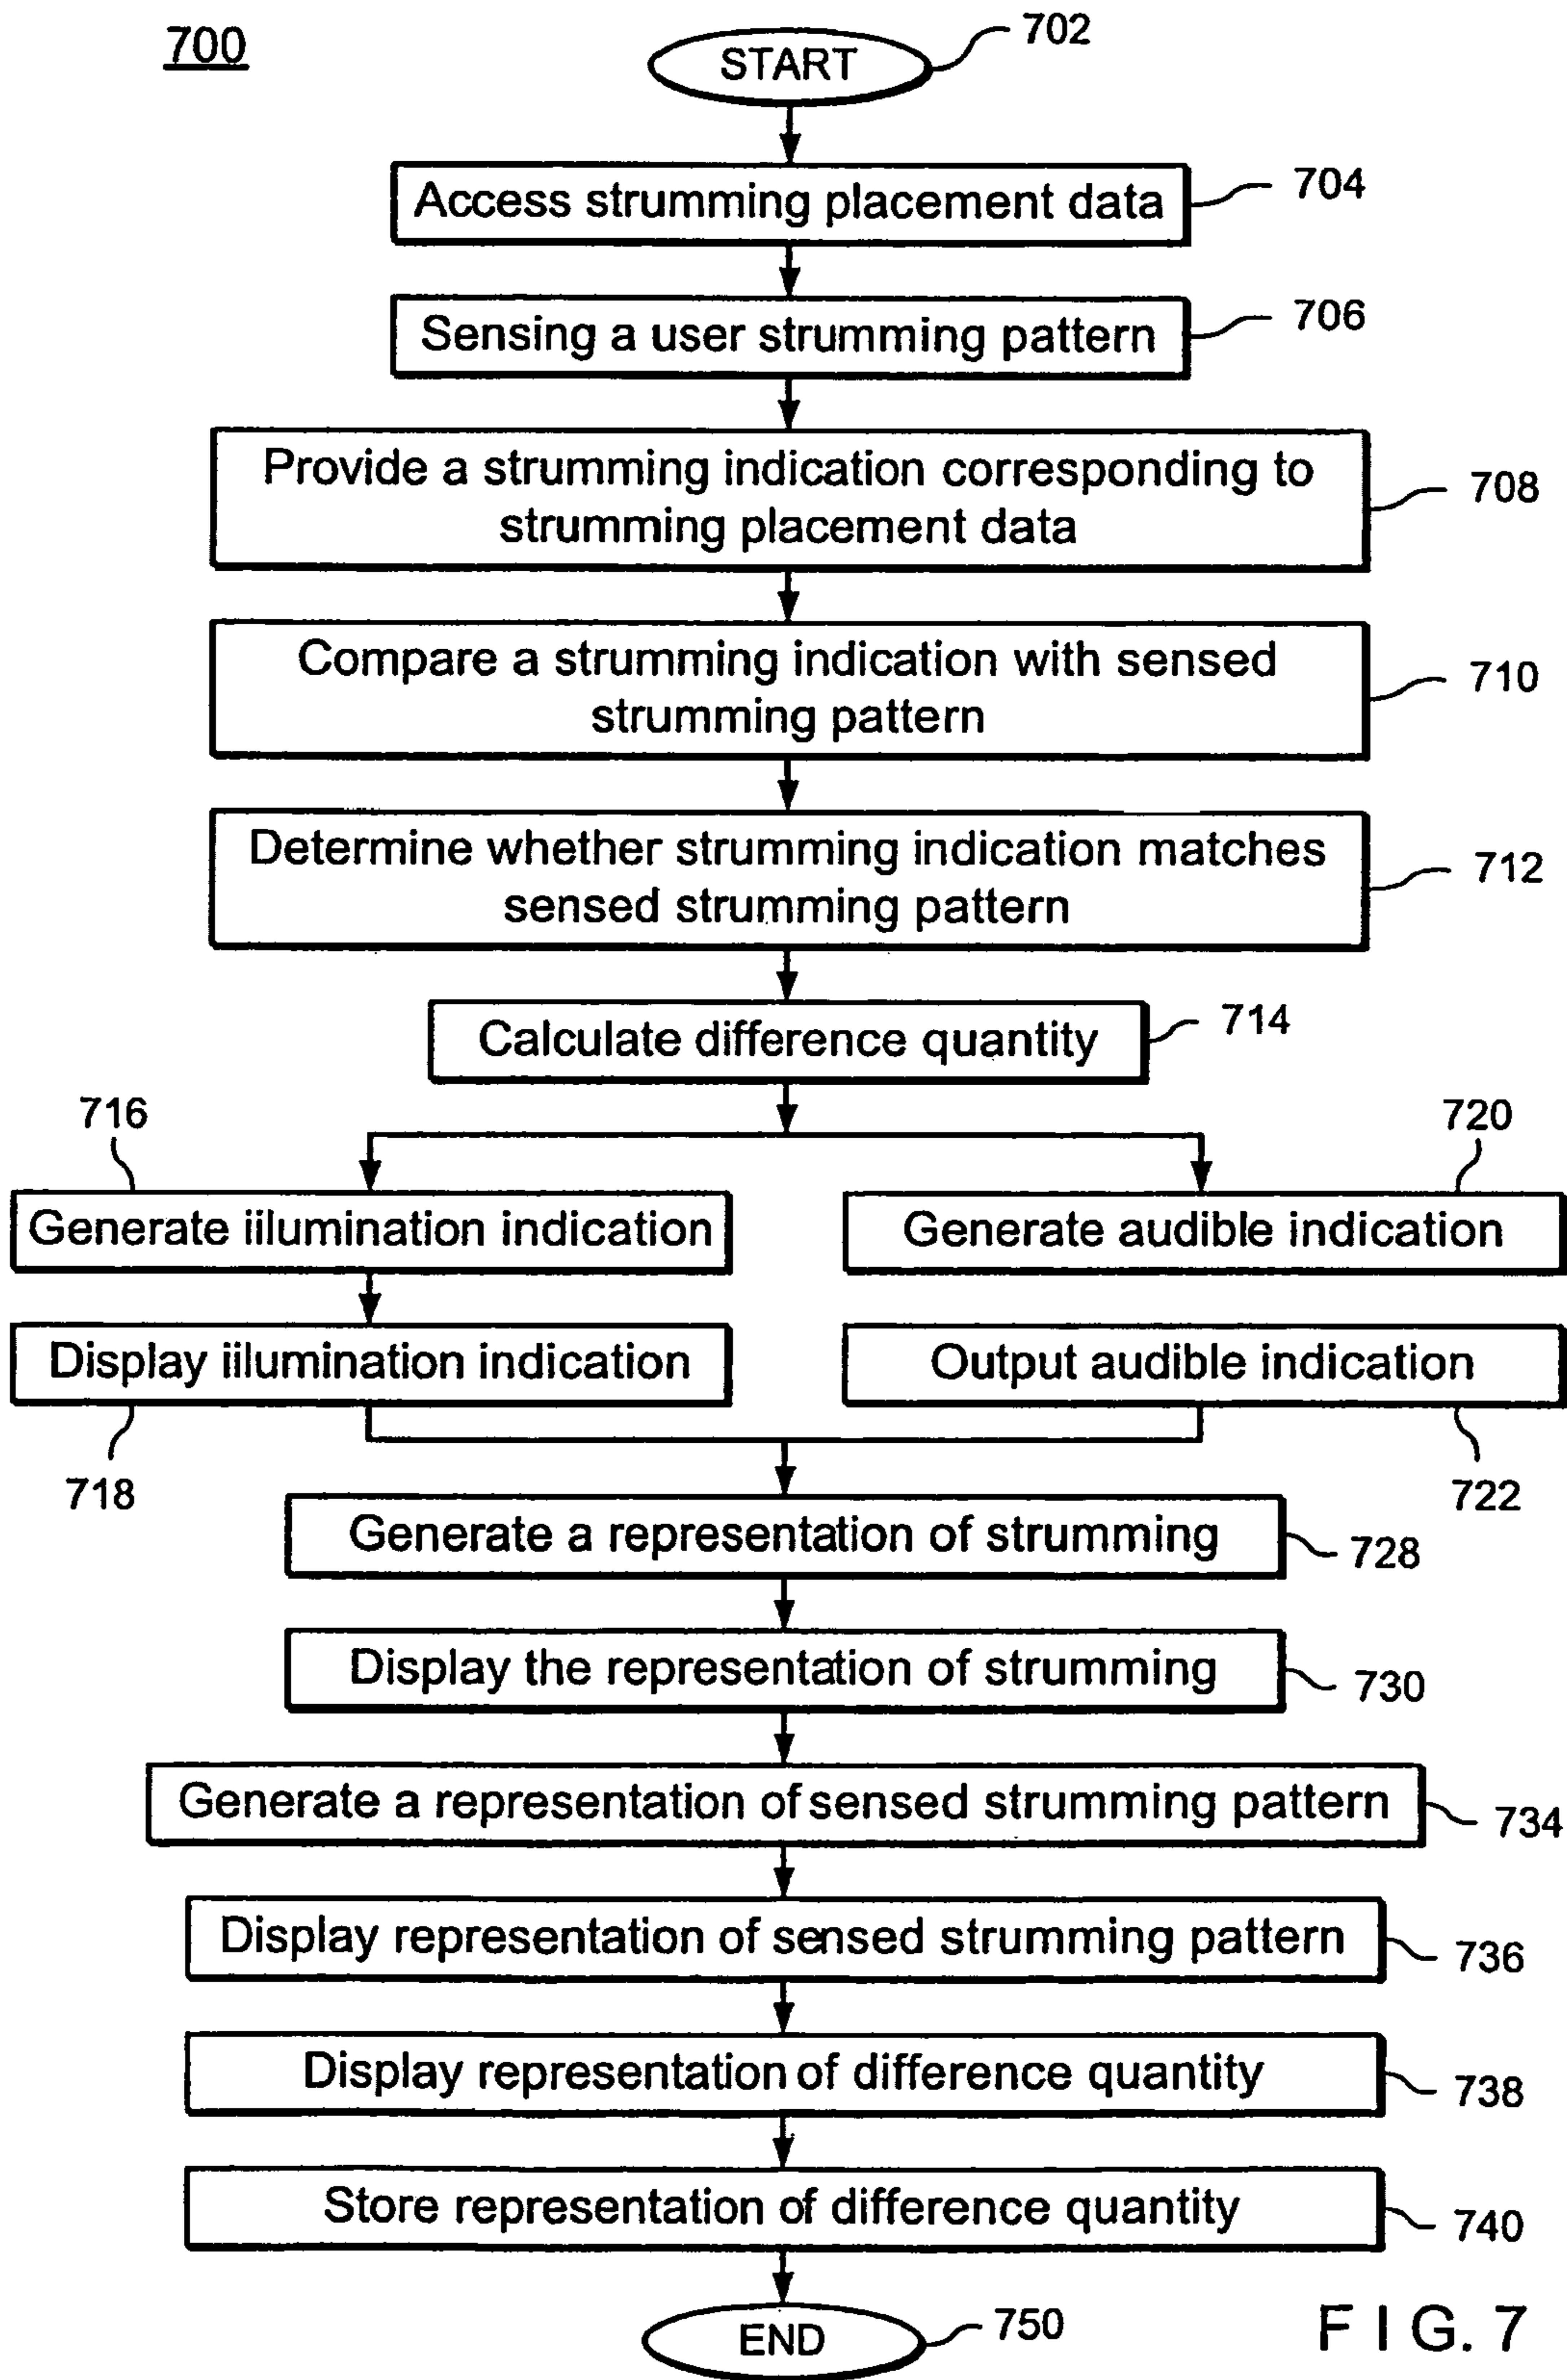 700
START
702
Access strumming placement data
704
Sensing a user strumming pattern
706
Provide a strumming indication corresponding to
strumming placement data
708
Compare a strumming indication with sensed
strumming pattern
710
Determine whether strumming indication matches
sensed strumming pattern
712
Calculate difference quantity
714
716
720
Generate iilumination indication
Generate audible indication
Display iilumination indication
Output audible indication
718
722
Generate a representation of strumming
728
Display the representation of strumming
730
Generate a representation of sensed strumming pattern
734
Display representation of sensed strumming pattern
736
Display representation of difference quantity
738
Store representation of difference quantity
740
END
750
FIG. 7